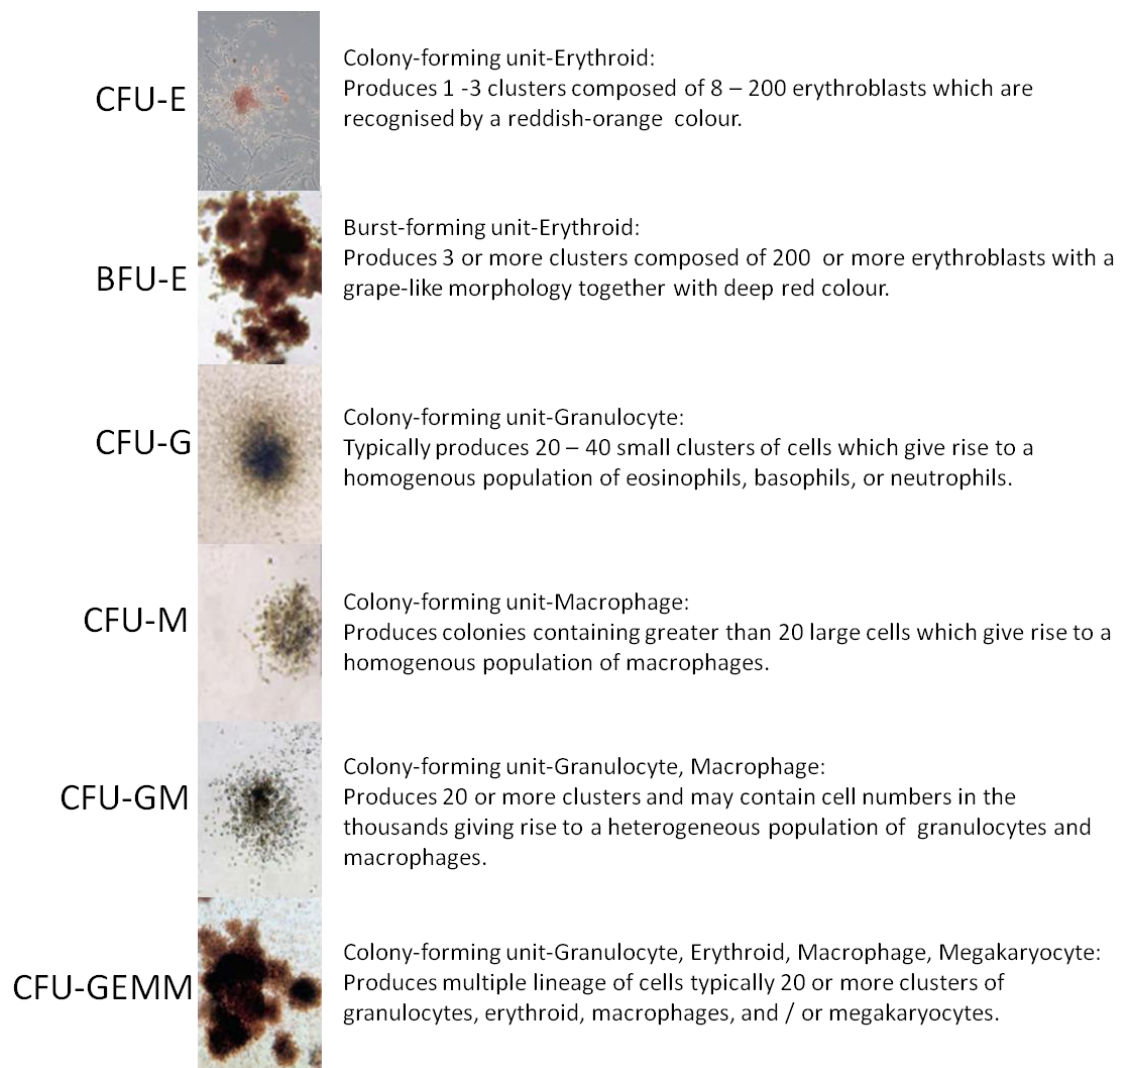 CFU-E
Colony-forming unit-Erythroid:
Produces 1 -3 clusters composed of 8 – 200 erythroblasts which are
recognised by a reddish-orange colour.
BFU-E
Burst-forming unit-Erythroid:
Produces 3 or more clusters composed of 200 or more erythroblasts with a
grape-like morphology together with deep red colour.
CFU-G
Colony-forming unit-Granulocyte:
Typically produces 20 – 40 small clusters of cells which give rise to a
homogenous population of eosinophils, basophils, or neutrophils.
CFU-M
Colony-forming unit-Macrophage:
Produces colonies containing greater than 20 large cells which give rise to a
homogenous population of macrophages.
CFU-GM
Colony-forming unit-Granulocyte, Macrophage:
Produces 20 or more clusters and may contain cell numbers in the
thousands giving rise to a heterogeneous population of granulocytes and
macrophages.
CFU-GEMM
Colony-forming unit-Granulocyte, Erythroid, Macrophage, Megakaryocyte:
Produces multiple lineage of cells typically 20 or more clusters of
granulocytes, erythroid, macrophages, and / or megakaryocytes.